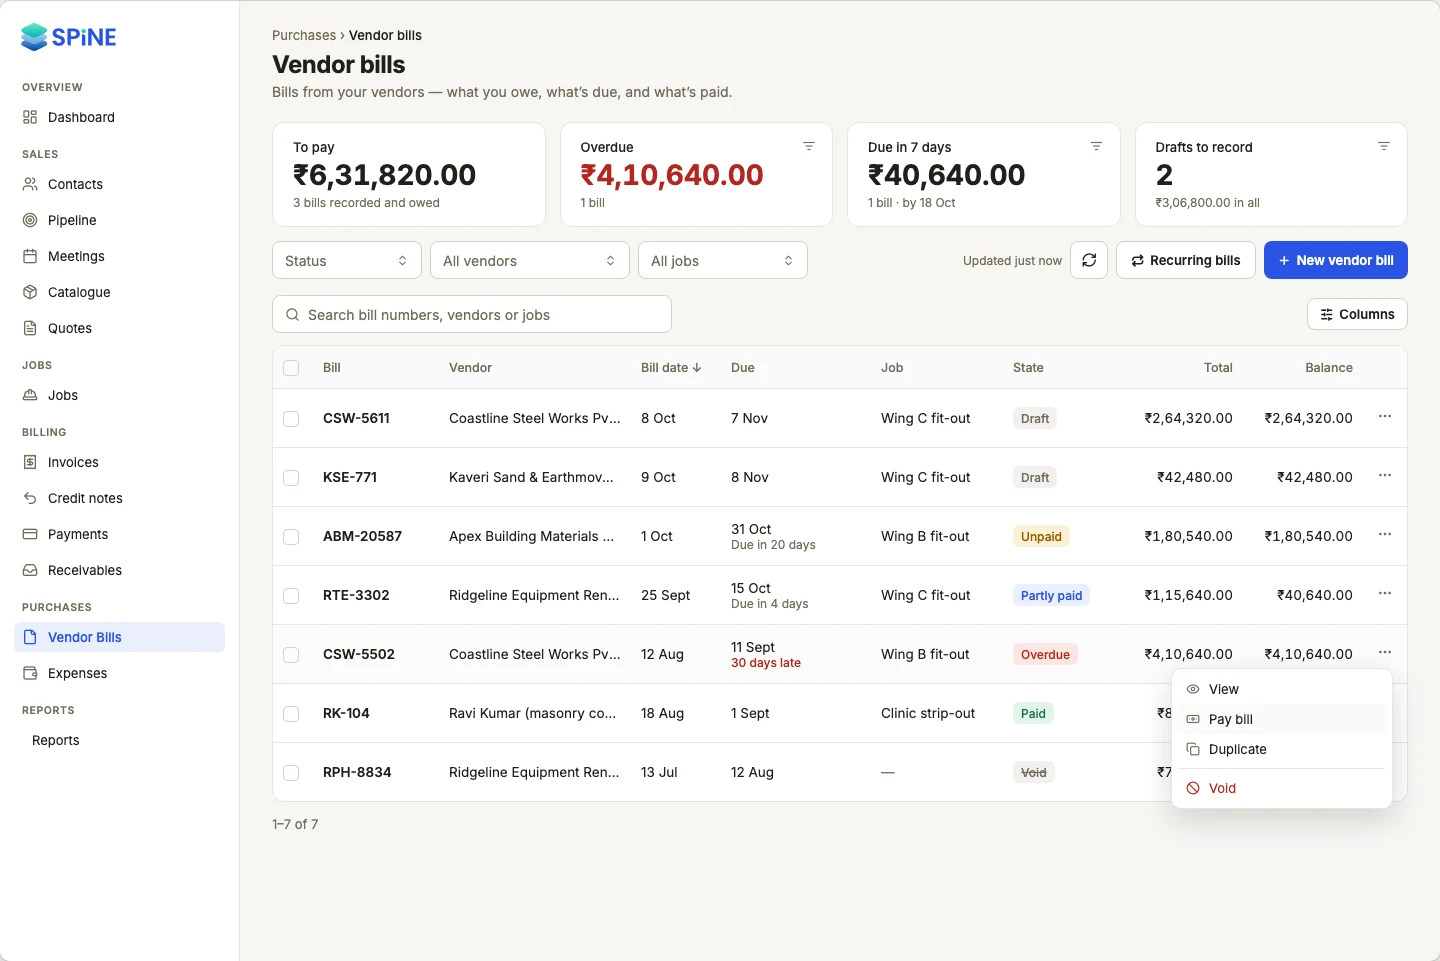 SPiNE
OVERVIEW
Dashboard
SALES
Contacts
Pipeline
Meetings
Catalogue
Quotes
JOBS
Jobs
BILLING
Invoices
Credit notes
Payments
Receivables
PURCHASES
Vendor Bills
Expenses
REPORTS
Reports
Purchases › Vendor bills
Vendor bills
Bills from your vendors — what you owe, what’s due, and what’s paid.
To pay
₹6,31,820.00
3 bills recorded and owed
Overdue
₹4,10,640.00
1 bill
Due in 7 days
₹40,640.00
1 bill · by 18 Oct
Drafts to record
2
₹3,06,800.00 in all
Status All vendors All jobs Updated just now Recurring bills + New vendor bill
Search bill numbers, vendors or jobs Columns
Bill Vendor Bill date ↓ Due Job State Total Balance
CSW-5611 Coastline Steel Works Pv... 8 Oct 7 Nov Wing C fit-out Draft ₹2,64,320.00 ₹2,64,320.00 ...
KSE-771 Kaveri Sand & Earthmov... 9 Oct 8 Nov Wing C fit-out Draft ₹42,480.00 ₹42,480.00 ...
ABM-20587 Apex Building Materials ... 1 Oct 31 Oct Wing B fit-out Unpaid ₹1,80,540.00 ₹1,80,540.00 ...
Due in 20 days
RTE-3302 Ridgeline Equipment Ren... 25 Sept 15 Oct Wing C fit-out Partly paid ₹1,15,640.00 ₹40,640.00 ...
Due in 4 days
CSW-5502 Coastline Steel Works Pv... 12 Aug 11 Sept Wing B fit-out Overdue ₹4,10,640.00 ₹4,10,640.00 ...
30 days late
RK-104 Ravi Kumar (masonry co... 18 Aug 1 Sept Clinic strip-out Paid ₹8
RPH-8834 Ridgeline Equipment Ren... 13 Jul 12 Aug — Void ₹7
View
Pay bill
Duplicate
Void
1–7 of 7